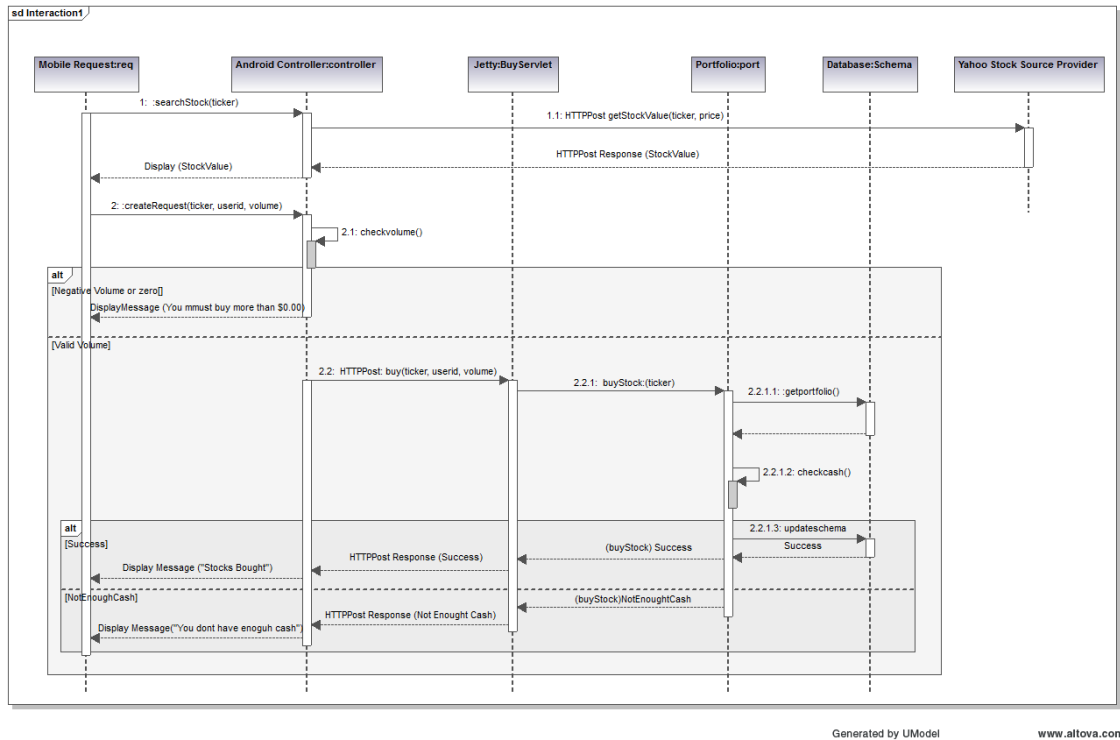 sd Interaction1
Mobile Request:req
Android Controller:controller
Jetty:BuyServlet
Portfolio:port
Database:Schema
Yahoo Stock Source Provider
1: :searchStock(ticker)
1.1: HTTPPost getStockValue(ticker, price)
HTTPPost Response (StockValue)
Display (StockValue)
2: :createRequest(ticker, userid, volume)
2.1: checkvolume()
alt
[Negative Volume or zero[]
DisplayMessage (You mmust buy more than $0.00)
[Valid Volume]
2.2: HTTPPost: buy(ticker, userid, volume)
2.2.1: buyStock:(ticker)
2.2.1.1: :getportfolio()
2.2.1.2: checkcash()
alt
[Success]
2.2.1.3: updateschema
Success
(buyStock) Success
HTTPPost Response (Success)
Display Message ("Stocks Bought")
[NotEnoughCash]
(buyStock)NotEnoughtCash
HTTPPost Response (Not Enought Cash)
Display Message("You dont have enoguh cash")
Generated by UModel
www.altova.com